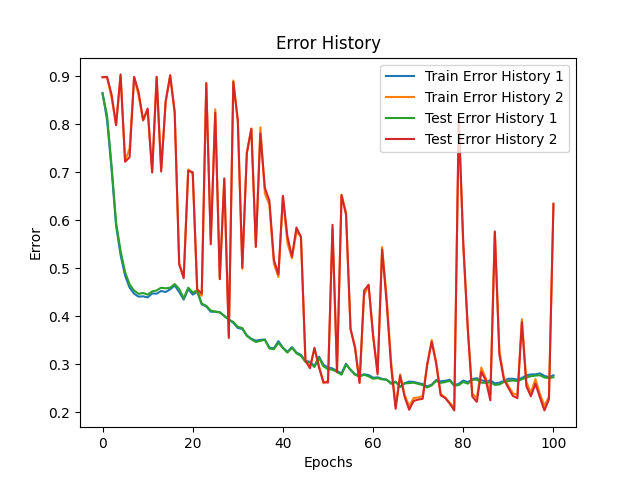 Error History
Error
0.9
0.8
0.7
0.6
0.5
0.4
0.3
0.2
Train Error History 1
Train Error History 2
Test Error History 1
Test Error History 2
0 20 40 60 80 100
Epochs